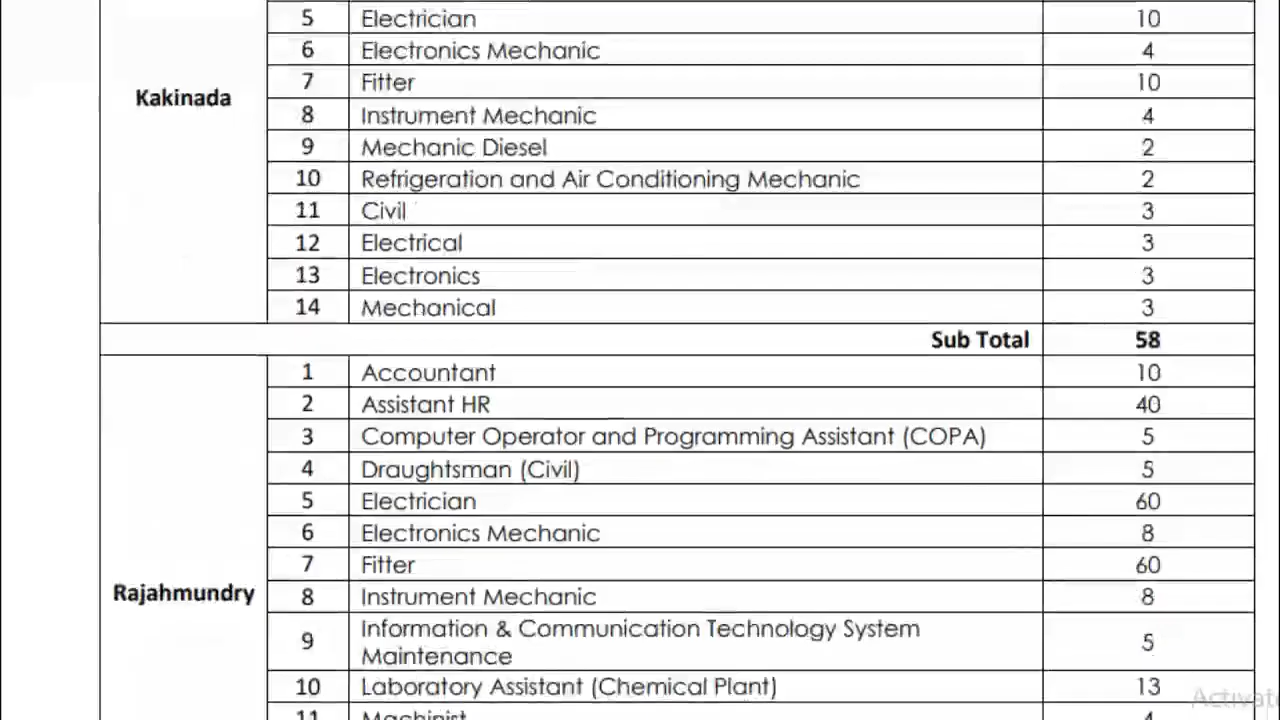 5 Electrician 10
6 Electronics Mechanic 4
7 Fitter 10
Kakinada
8 Instrument Mechanic 4
9 Mechanic Diesel 2
10 Refrigeration and Air Conditioning Mechanic 2
11 Civil 3
12 Electrical 3
13 Electronics 3
14 Mechanical 3
Sub Total 58
1 Accountant 10
2 Assistant HR 40
3 Computer Operator and Programming Assistant (COPA) 5
4 Draughtsman (Civil) 5
5 Electrician 60
6 Electronics Mechanic 8
7 Fitter 60
Rajahmundry
8 Instrument Mechanic 8
9 Information & Communication Technology System
Maintenance 5
10 Laboratory Assistant (Chemical Plant) 13
11 Machinist 4